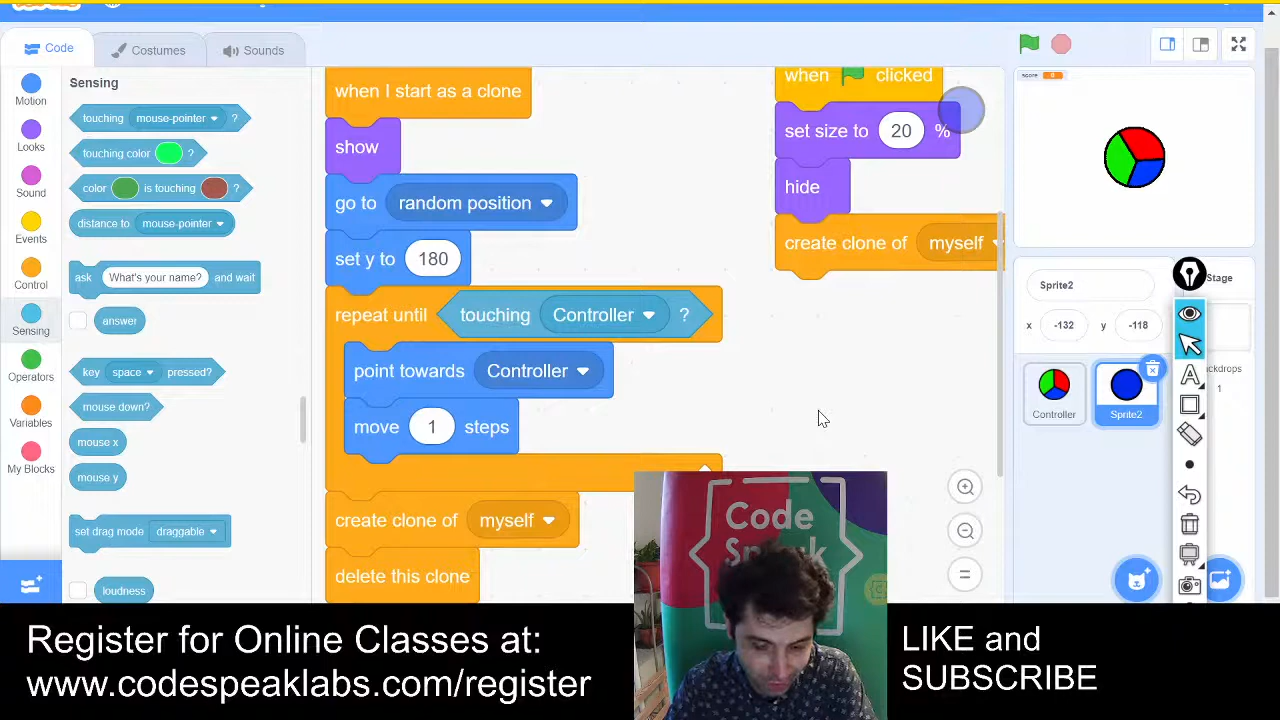 Code
Costumes
Sounds
Motion
Looks
Sound
Events
Control
Sensing
Operators
Variables
My Blocks
Sensing
touching mouse-pointer ?
touching color ?
color is touching ?
distance to mouse-pointer
ask What's your name? and wait
answer
key space pressed?
mouse down?
mouse x
mouse y
set drag mode draggable
loudness
when I start as a clone
show
go to random position
set y to 180
repeat until touching Controller ?
point towards Controller
move 1 steps
create clone of myself
delete this clone
when clicked
set size to 20 %
hide
create clone of myself
score
Sprite2
x -132 y -118
Controller
Sprite2
Stage
1
Code
Speak
Register for Online Classes at:
www.codespeaklabs.com/register
LIKE and
SUBSCRIBE